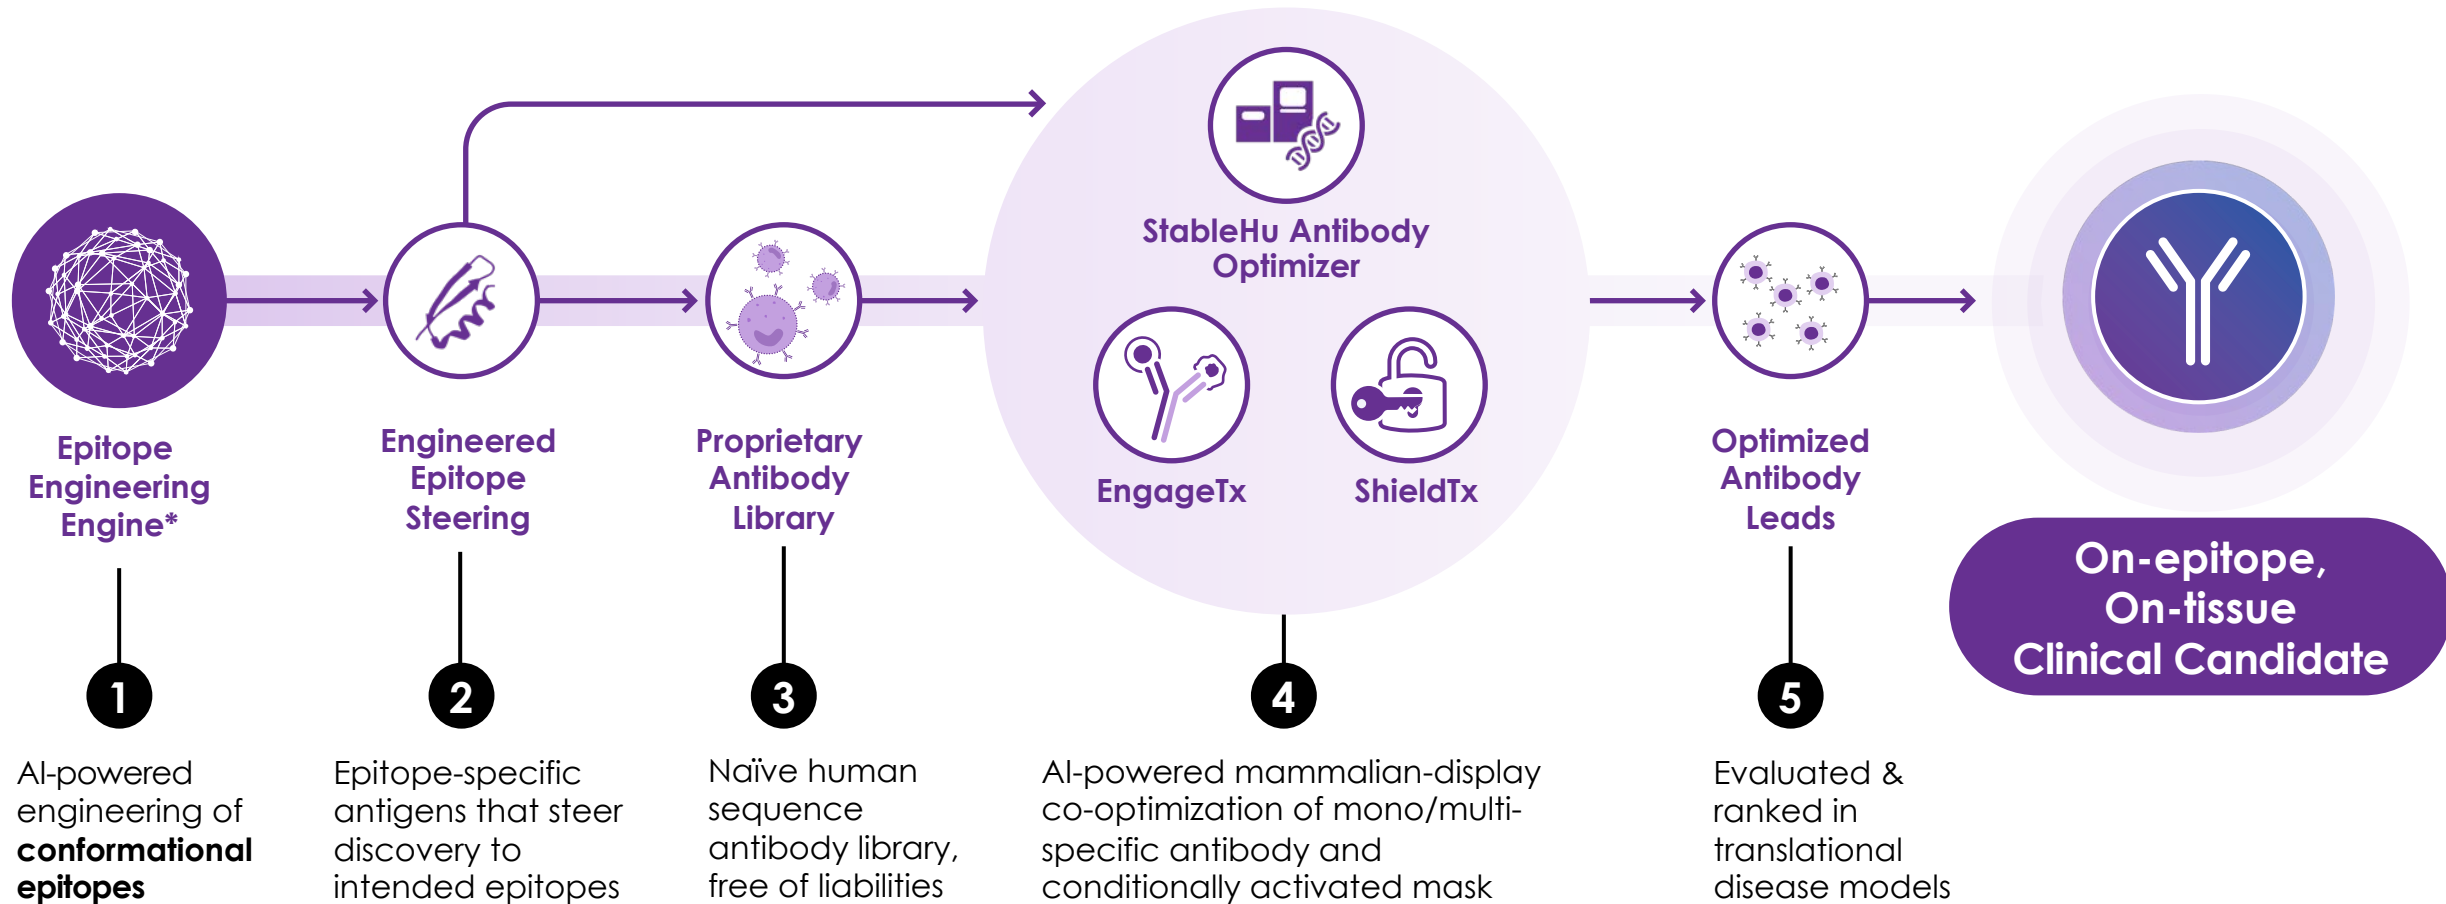 StableHu Antibody
Optimizer
EngageTx
ShieldTx
Epitope
Engineering
Engine*
Engineered
Epitope
Steering
Proprietary
Antibody
Library
Optimized
Antibody
Leads
On-epitope,
On-tissue
Clinical Candidate
1
AI-powered
engineering of
conformational
epitopes
2
Epitope-specific
antigens that steer
discovery to
intended epitopes
3
Naïve human
sequence
antibody library,
free of liabilities
4
AI-powered mammalian-display
co-optimization of mono/multi-
specific antibody and
conditionally activated mask
5
Evaluated &
ranked in
translational
disease models